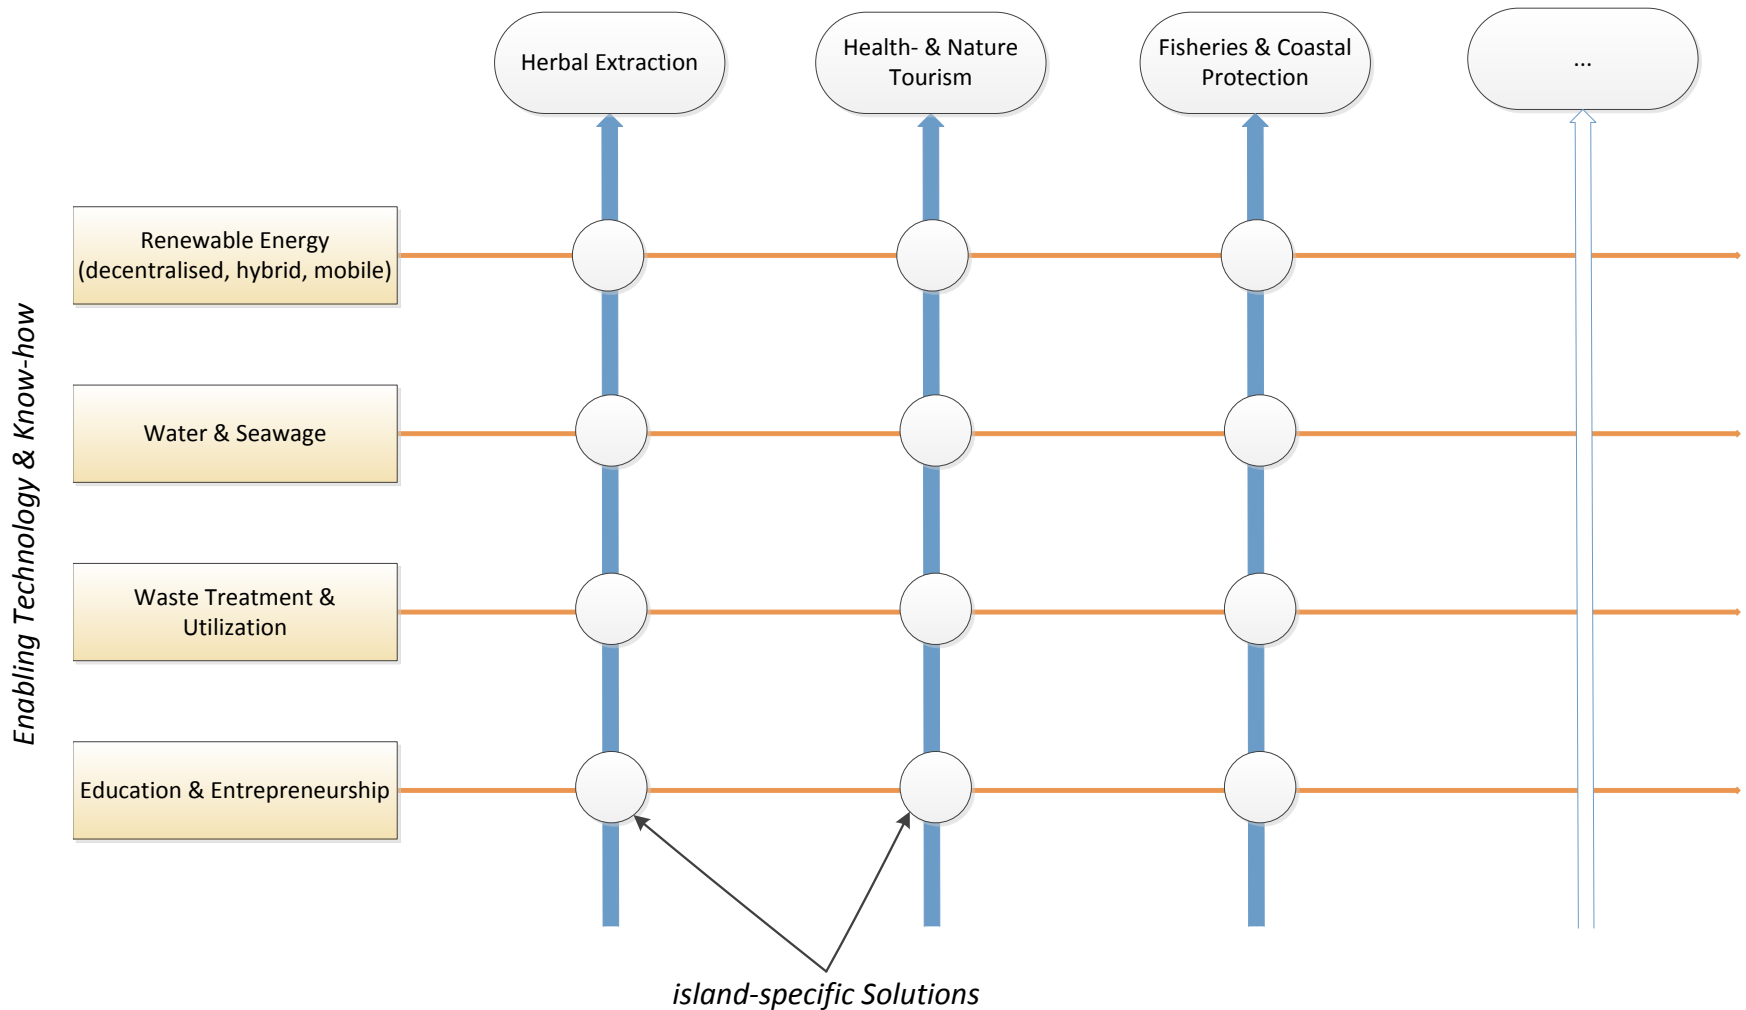 Herbal Extraction
Health- & Nature
Tourism
Fisheries & Coastal
Protection
...
Enabling Technology & Know-how
Renewable Energy
(decentralised, hybrid, mobile)
Water & Seawage
Waste Treatment &
Utilization
Education & Entrepreneurship
island-specific Solutions